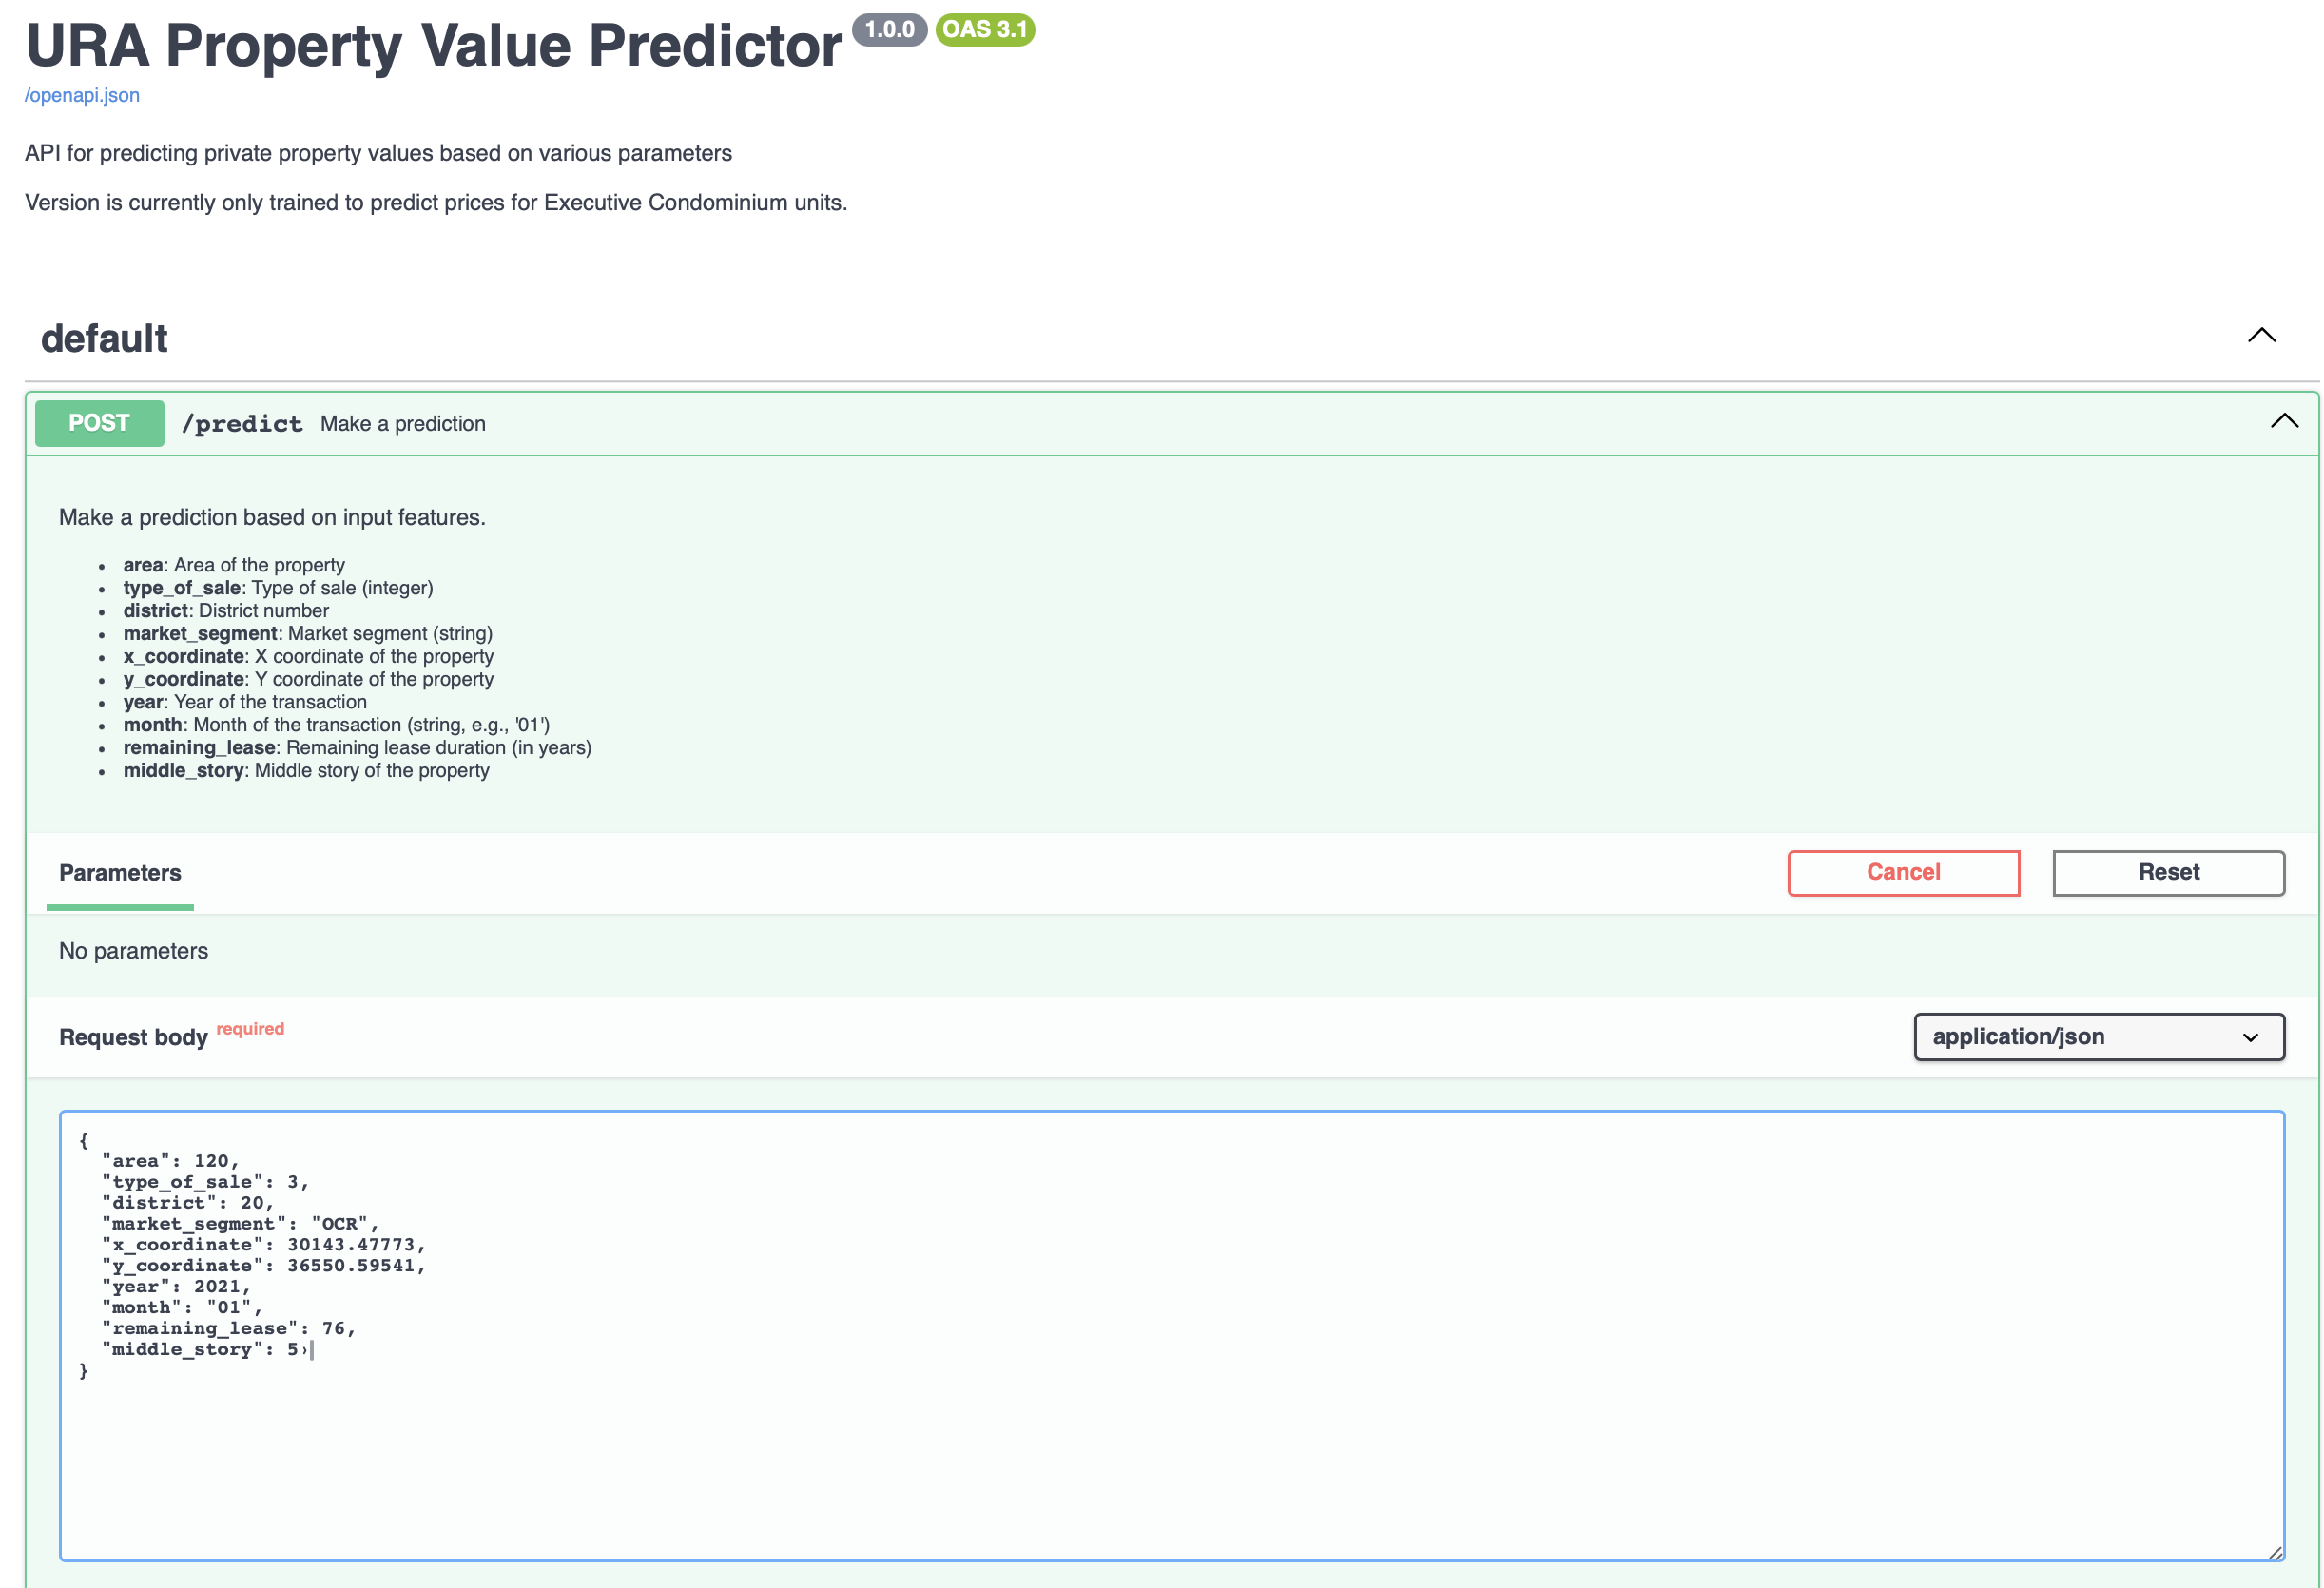 URA Property Value Predictor 1.0.0 OAS 3.1
/openapi.json
API for predicting private property values based on various parameters
Version is currently only trained to predict prices for Executive Condominium units.
default
POST /predict Make a prediction
Make a prediction based on input features.
• area: Area of the property
• type_of_sale: Type of sale (integer)
• district: District number
• market_segment: Market segment (string)
• x_coordinate: X coordinate of the property
• y_coordinate: Y coordinate of the property
• year: Year of the transaction
• month: Month of the transaction (string, e.g., '01')
• remaining_lease: Remaining lease duration (in years)
• middle_story: Middle story of the property
Parameters Cancel Reset
No parameters
Request body required application/json
{
  "area": 120,
  "type_of_sale": 3,
  "district": 20,
  "market_segment": "OCR",
  "x_coordinate": 30143.47773,
  "y_coordinate": 36550.59541,
  "year": 2021,
  "month": "01",
  "remaining_lease": 76,
  "middle_story": 5
}